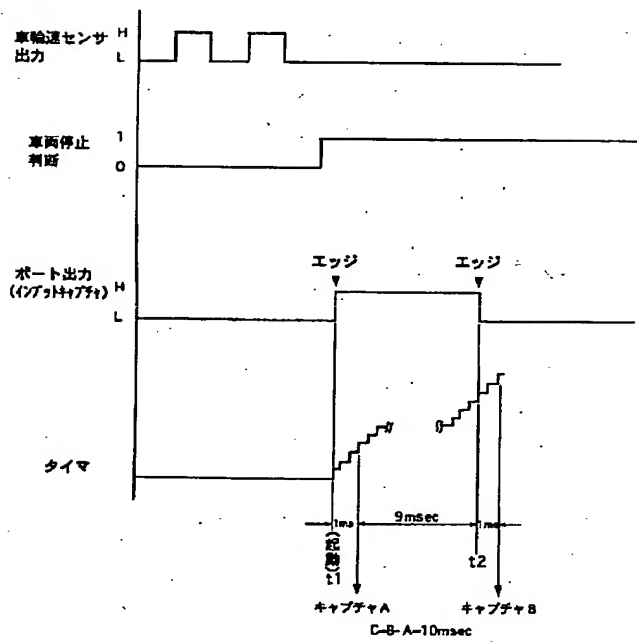 車輪速センサ
出力
H
L
車両停止
判断
1
0
エッジ
エッジ
ポート出力
(インプットキャプチャ)
H
L
タイマ
1ms
9msec
1ms
(起動)
t1
t2
キャプチャA
キャプチャB
C=B-A=10msec